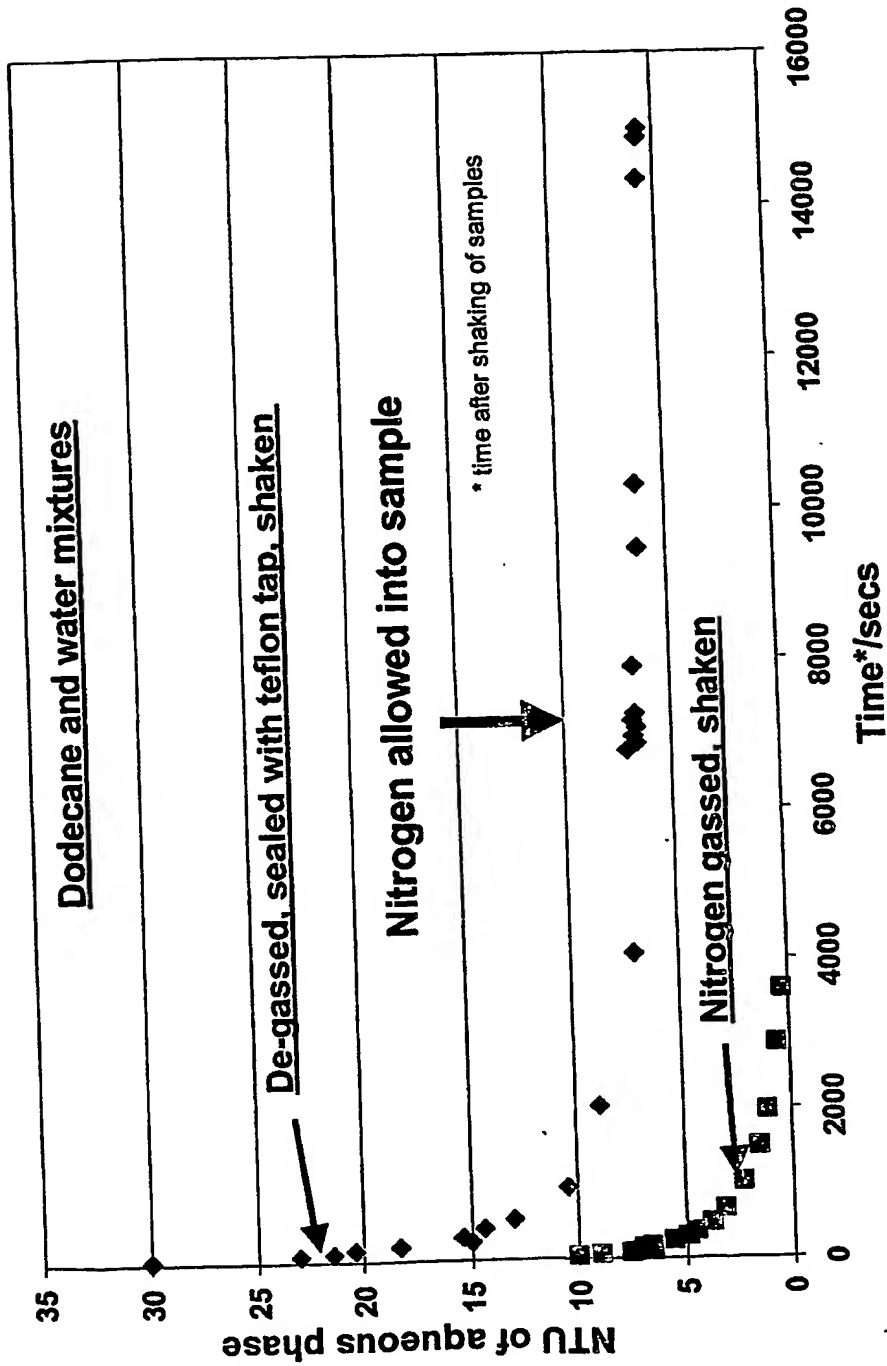 Dodecane and water mixtures
De-gassed, sealed with teflon tap, shaken
Nitrogen allowed into sample
* time after shaking of samples
Nitrogen gassed, shaken
NTU of aqueous phase
35
30
25
20
15
10
5
0
0
2000
4000
6000
8000
10000
12000
14000
16000
Time*/secs